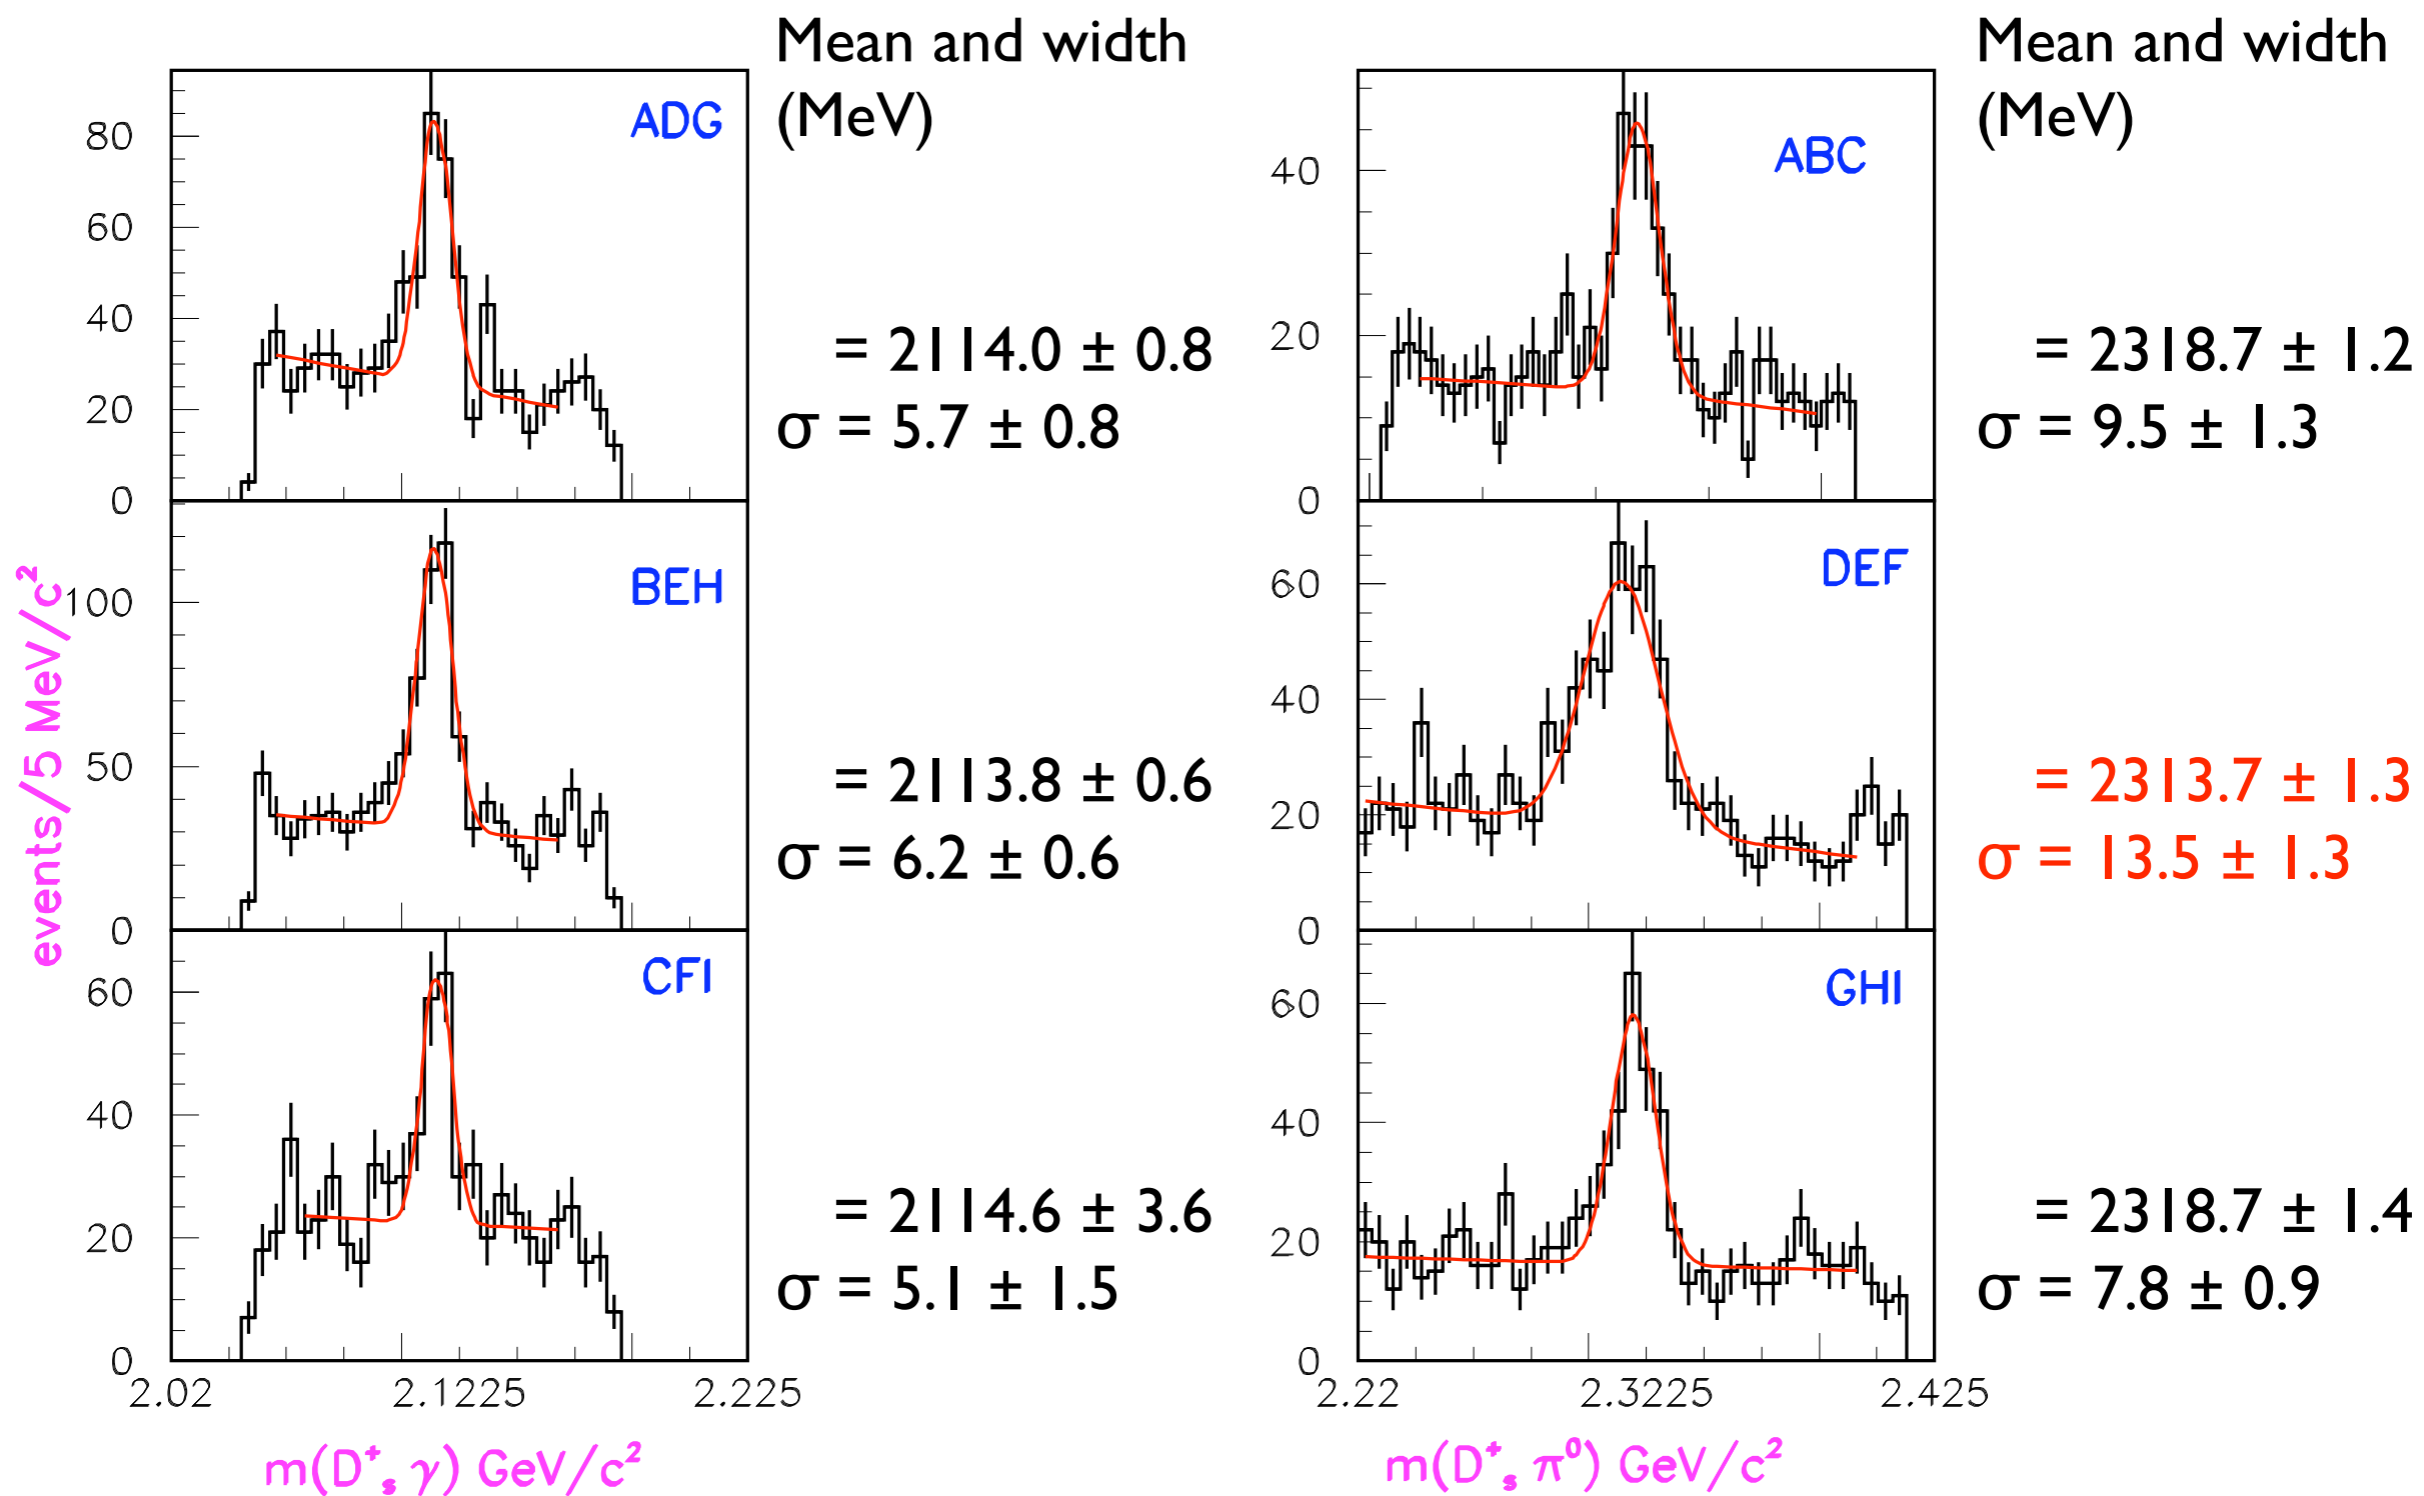 Mean and width
(MeV)
ADG
80
60
40
20
0
= 2114.0 ± 0.8
σ = 5.7 ± 0.8
BEH
100
50
0
= 2113.8 ± 0.6
σ = 6.2 ± 0.6
CFI
60
40
20
0
= 2114.6 ± 3.6
σ = 5.1 ± 1.5
2.02 2.1225 2.225
m(D⁺ₛ γ) GeV/c²
events/5 MeV/c²
Mean and width
(MeV)
ABC
40
20
0
= 2318.7 ± 1.2
σ = 9.5 ± 1.3
DEF
60
40
20
0
= 2313.7 ± 1.3
σ = 13.5 ± 1.3
GHI
60
40
20
0
= 2318.7 ± 1.4
σ = 7.8 ± 0.9
2.22 2.3225 2.425
m(D⁺ₛ π⁰) GeV/c²